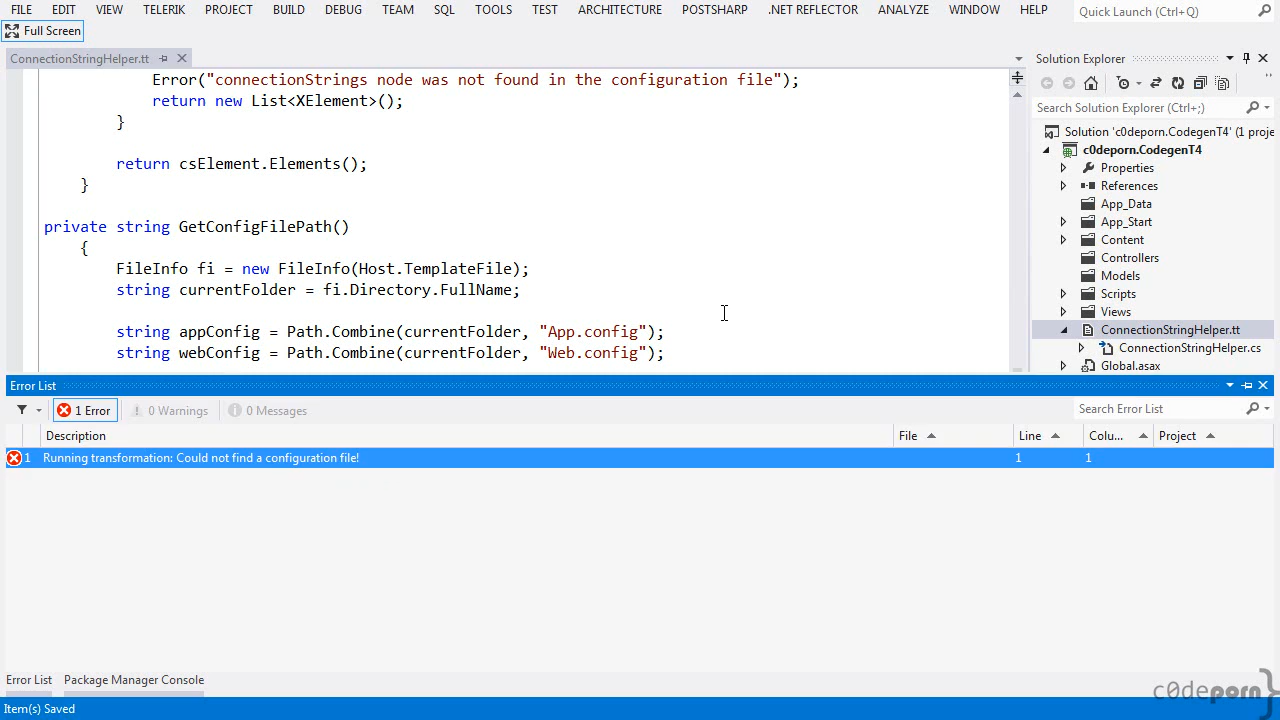 FILE EDIT VIEW TELERIK PROJECT BUILD DEBUG TEAM SQL TOOLS TEST ARCHITECTURE POSTSHARP .NET REFLECTOR ANALYZE WINDOW HELP Quick Launch (Ctrl+Q)
Full Screen
ConnectionStringHelper.tt
Error("connectionStrings node was not found in the configuration file");
return new List<XElement>();
}
return csElement.Elements();
}
private string GetConfigFilePath()
{
FileInfo fi = new FileInfo(Host.TemplateFile);
string currentFolder = fi.Directory.FullName;
string appConfig = Path.Combine(currentFolder, "App.config");
string webConfig = Path.Combine(currentFolder, "Web.config");
Solution Explorer
Search Solution Explorer (Ctrl+;)
Solution 'c0deporn.CodegenT4' (1 proje
c0deporn.CodegenT4
Properties
References
App_Data
App_Start
Content
Controllers
Models
Scripts
Views
ConnectionStringHelper.tt
ConnectionStringHelper.cs
Global.asax
Error List
1 Error 0 Warnings 0 Messages Search Error List
Description File Line Colu... Project
1 Running transformation: Could not find a configuration file! 1 1
Error List Package Manager Console
c0deporn}
Item(s) Saved